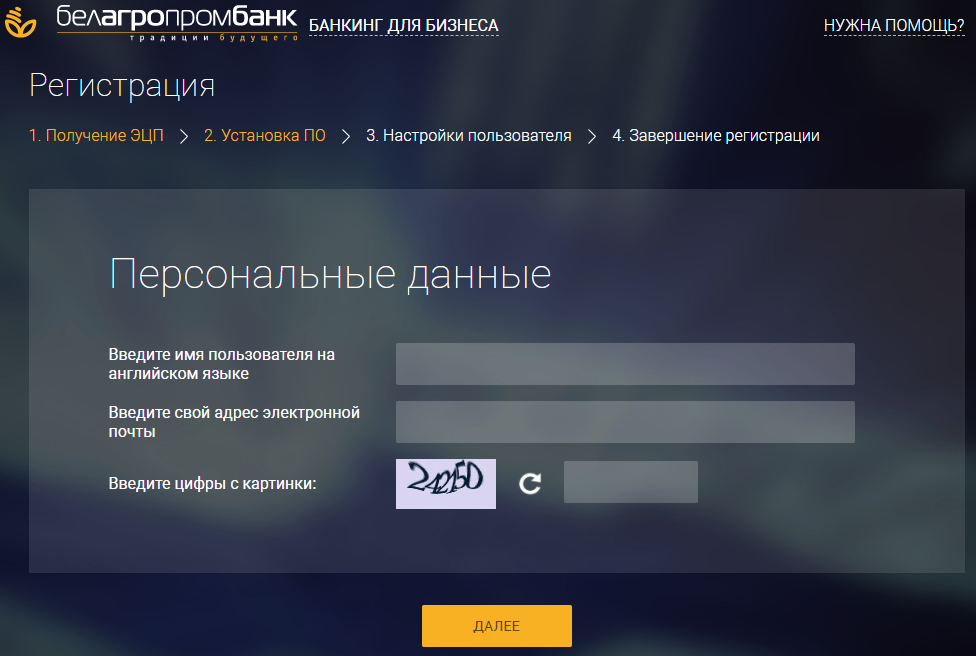 белагропромбанк
традиции будущего
БАНКИНГ ДЛЯ БИЗНЕСА
НУЖНА ПОМОЩЬ?
Регистрация
1. Получение ЭЦП
2. Установка ПО
3. Настройки пользователя
4. Завершение регистрации
Персональные данные
Введите имя пользователя на
английском языке
Введите свой адрес электронной
почты
Введите цифры с картинки:
ДАЛЕЕ